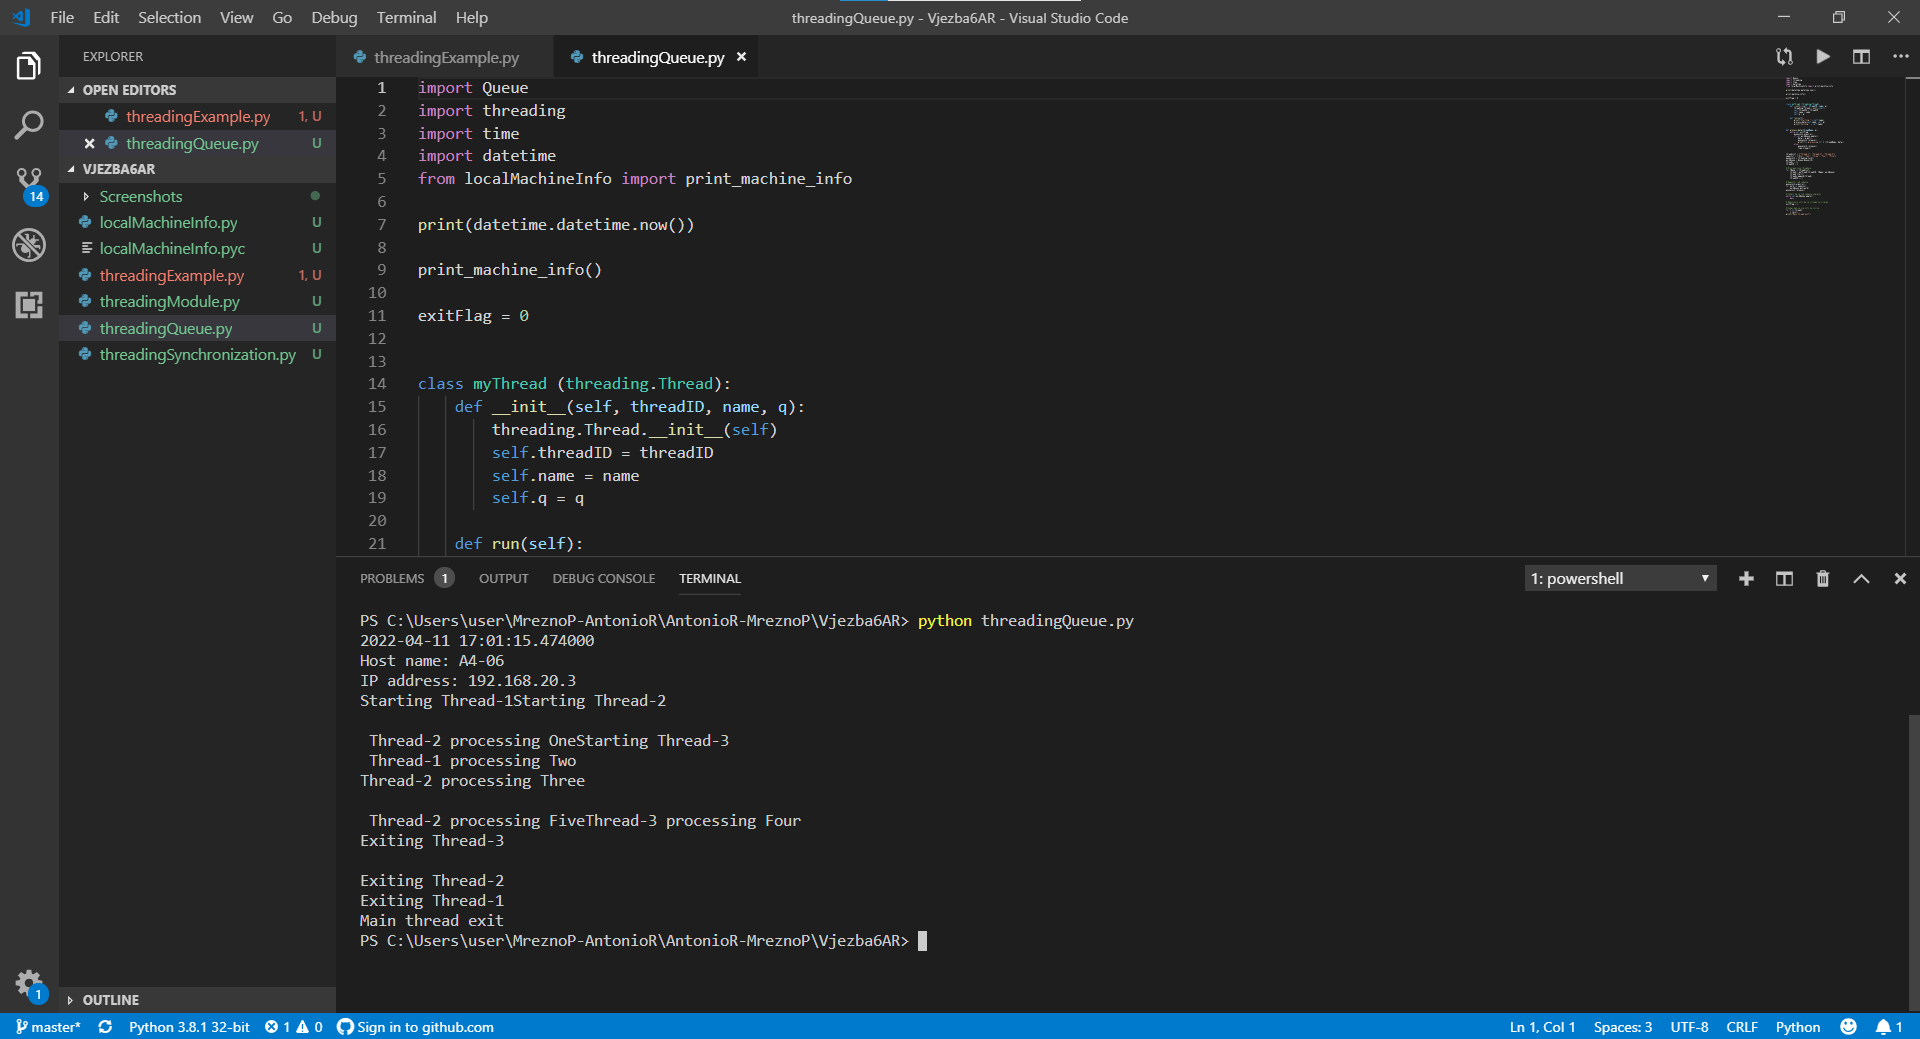 File Edit Selection View Go Debug Terminal Help
threadingQueue.py - Vjezba6AR - Visual Studio Code
EXPLORER
OPEN EDITORS
threadingExample.py 1, U
threadingQueue.py U
VJEZBA6AR
Screenshots
localMachineInfo.py U
localMachineInfo.pyc U
threadingExample.py 1, U
threadingModule.py U
threadingQueue.py U
threadingSynchronization.py U
OUTLINE
14
1
threadingExample.py threadingQueue.py
1 import Queue
2 import threading
3 import time
4 import datetime
5 from localMachineInfo import print_machine_info
6
7 print(datetime.datetime.now())
8
9 print_machine_info()
10
11 exitFlag = 0
12
13
14 class myThread (threading.Thread):
15 def __init__(self, threadID, name, q):
16 threading.Thread.__init__(self)
17 self.threadID = threadID
18 self.name = name
19 self.q = q
20
21 def run(self):
PROBLEMS 1 OUTPUT DEBUG CONSOLE TERMINAL
1: powershell
PS C:\Users\user\MreznoP-AntonioR\AntonioR-MreznoP\Vjezba6AR> python threadingQueue.py
2022-04-11 17:01:15.474000
Host name: A4-06
IP address: 192.168.20.3
Starting Thread-1Starting Thread-2
Thread-2 processing OneStarting Thread-3
Thread-1 processing Two
Thread-2 processing Three
Thread-2 processing FiveThread-3 processing Four
Exiting Thread-3
Exiting Thread-2
Exiting Thread-1
Main thread exit
PS C:\Users\user\MreznoP-AntonioR\AntonioR-MreznoP\Vjezba6AR>
master* Python 3.8.1 32-bit 1 0 Sign in to github.com
Ln 1, Col 1 Spaces: 3 UTF-8 CRLF Python 1